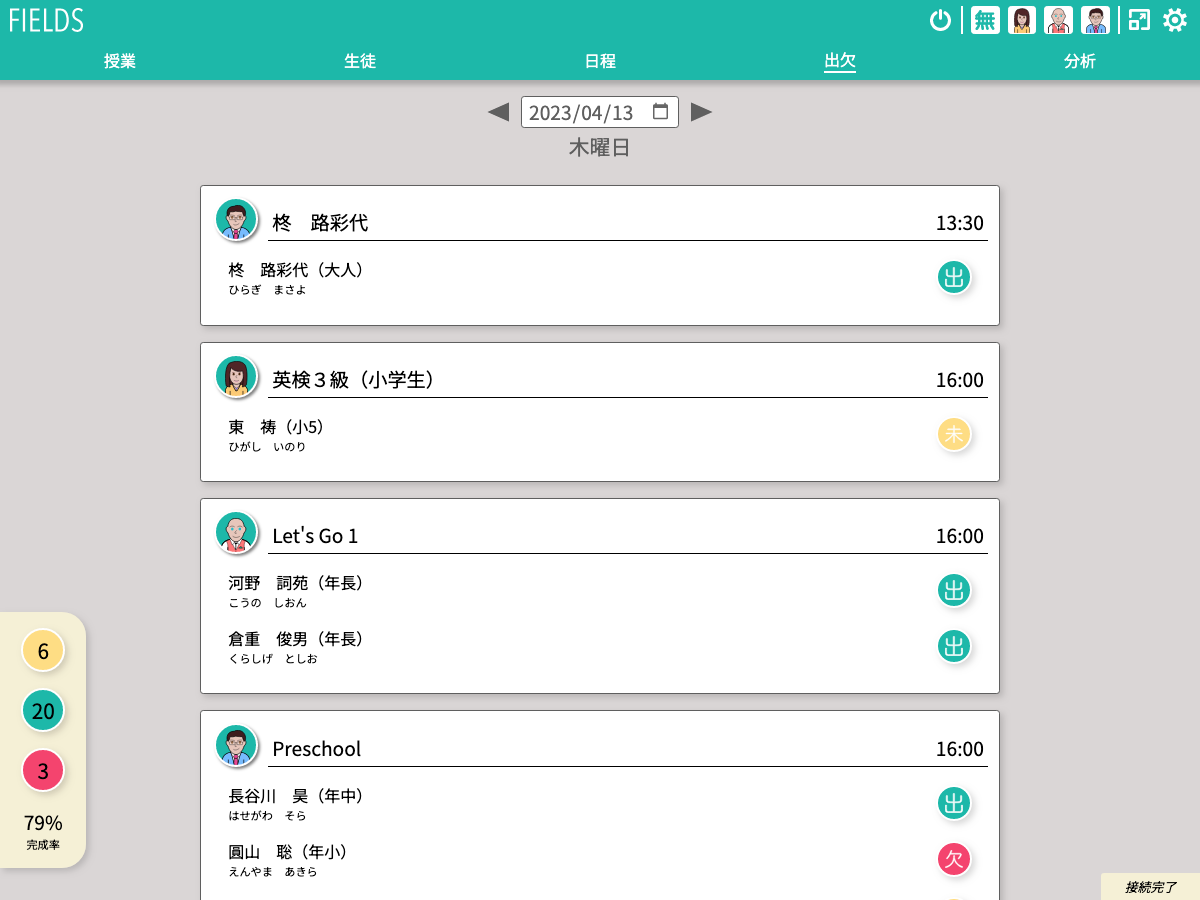 FIELDS
無
授業 生徒 日程 出欠 分析
2023/04/13
木曜日
柊　路彩代 13:30
柊　路彩代（大人） 出
ひらぎ　まさよ
英検３級（小学生） 16:00
東　祷（小5） 未
ひがし　いのり
Let's Go 1 16:00
河野　詞苑（年長） 出
こうの　しおん
倉重　俊男（年長） 出
くらしげ　としお
Preschool 16:00
長谷川　昊（年中） 出
はせがわ　そら
圓山　聡（年小） 欠
えんやま　あきら
6
20
3
79%
完成率
接続完了